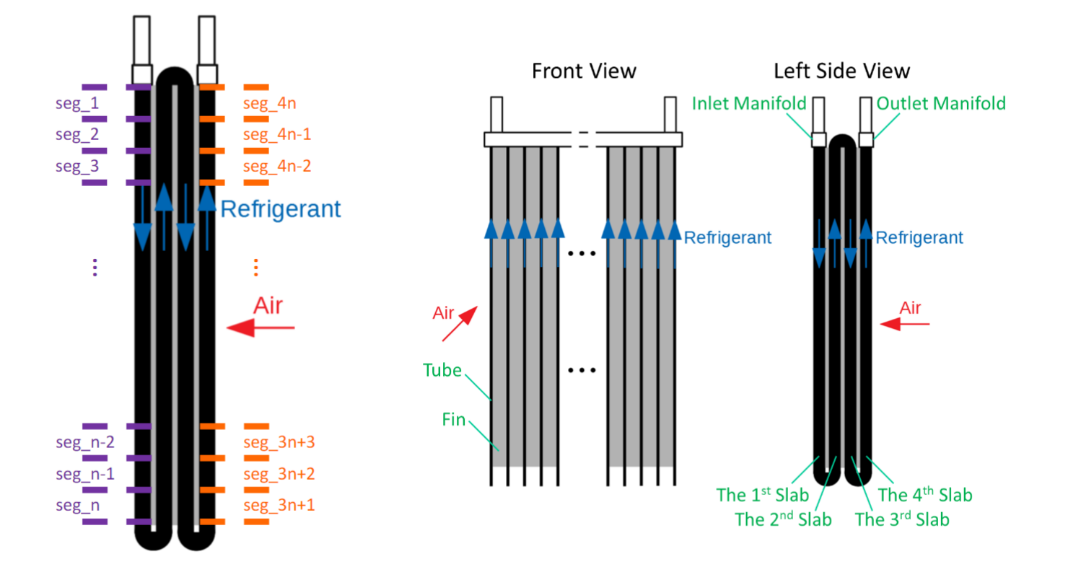 seg_1
seg_2
seg_3
⋮
seg_n-2
seg_n-1
seg_n
seg_4n
seg_4n-1
seg_4n-2
Refrigerant
⋮
Air
seg_3n+3
seg_3n+2
seg_3n+1
Front View
Refrigerant
...
Air
Tube
...
Fin
Left Side View
Inlet Manifold
Outlet Manifold
Refrigerant
Air
The 1st Slab
The 4th Slab
The 2nd Slab
The 3rd Slab